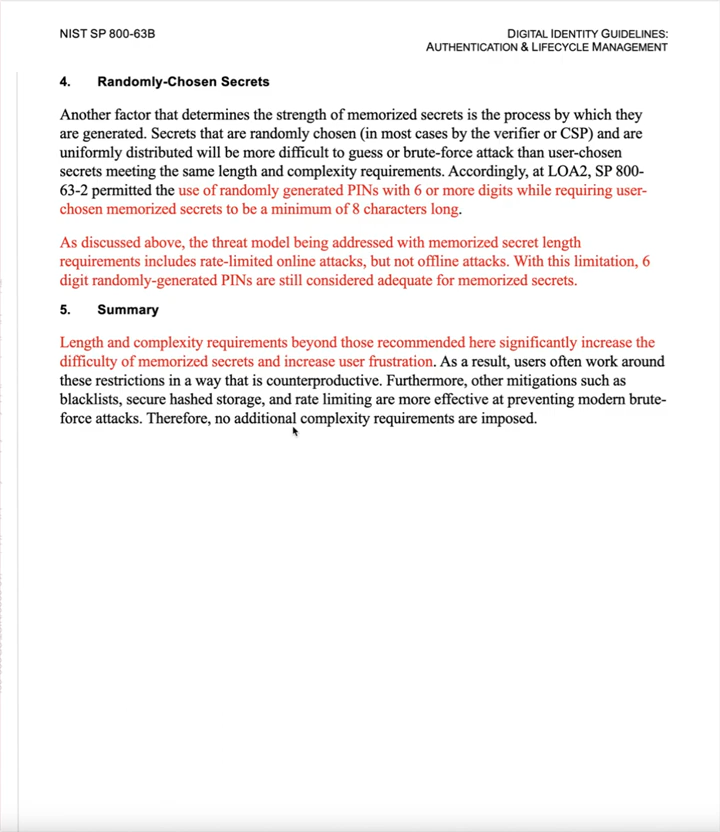 NIST SP 800-63B
DIGITAL IDENTITY GUIDELINES:
AUTHENTICATION & LIFECYCLE MANAGEMENT
4. Randomly-Chosen Secrets
Another factor that determines the strength of memorized secrets is the process by which they
are generated. Secrets that are randomly chosen (in most cases by the verifier or CSP) and are
uniformly distributed will be more difficult to guess or brute-force attack than user-chosen
secrets meeting the same length and complexity requirements. Accordingly, at LOA2, SP 800-
63-2 permitted the use of randomly generated PINs with 6 or more digits while requiring user-
chosen memorized secrets to be a minimum of 8 characters long.
As discussed above, the threat model being addressed with memorized secret length
requirements includes rate-limited online attacks, but not offline attacks. With this limitation, 6
digit randomly-generated PINs are still considered adequate for memorized secrets.
5. Summary
Length and complexity requirements beyond those recommended here significantly increase the
difficulty of memorized secrets and increase user frustration. As a result, users often work around
these restrictions in a way that is counterproductive. Furthermore, other mitigations such as
blacklists, secure hashed storage, and rate limiting are more effective at preventing modern brute-
force attacks. Therefore, no additional complexity requirements are imposed.